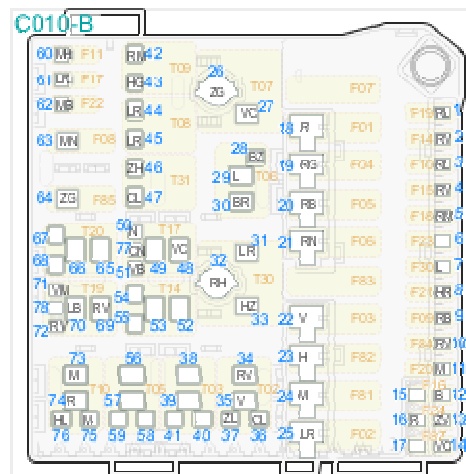 C010-B
60 MH F11 RM 42
T09 26
61 F17 HG 43 ZG T07 F07
62 MB F22 LR 44 VC 27 F19 RL 1
T08 18 R F01 F14 RV 2
63 MN F08 LR 45 28 BZ F10 RL 3
ZH 46 29 L T06 19 RG F04 F15 RV 4
64 ZG F85 T31 CL 47 30 BR 20 RB F05 F18 RM 5
67 T20 50 N T17 31 21 RN F06 F23 6
66 65 77 CN 49 VC 48 32 LR F30 L 7
68 51 VB RH T30 F83 F21 HR 8
71 VM 54
78 LB T19 RV T14 HZ 22 V F03 F09 RB 9
72 RV 70 69 55 53 52 33 F84 RV 10
73 56 38 34 23 H F82 F20 M 11
M RV 15 B 12
74 R T10 57 T05 39 T03 35 V T02 24 M F81 16 R 13
HL M ZL CL 25 LR F02 17 VC 14
76 75 59 58 41 40 37 36